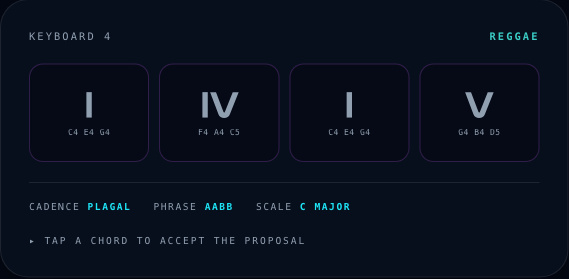 KEYBOARD 4 REGGAE
I IV I V
C4 E4 G4 F4 A4 C5 C4 E4 G4 G4 B4 D5
CADENCE PLAGAL PHRASE AABB SCALE C MAJOR
▸ TAP A CHORD TO ACCEPT THE PROPOSAL